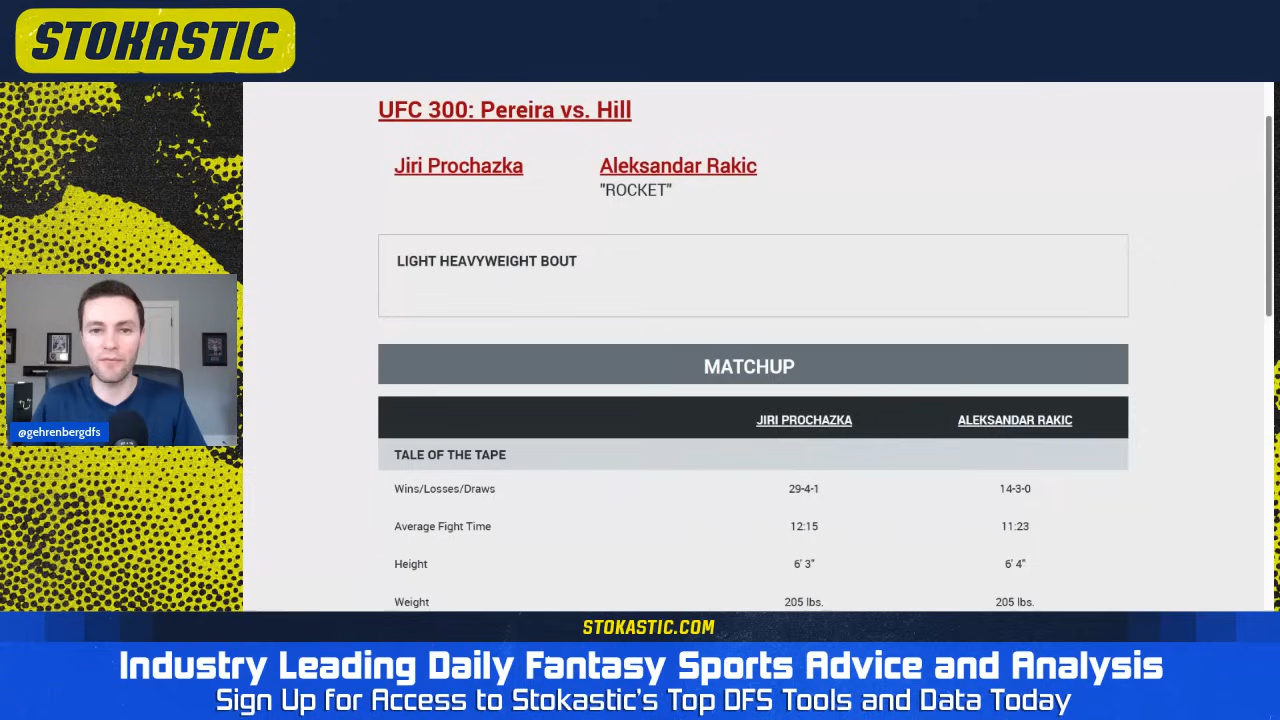 STOKASTIC
UFC 300: Pereira vs. Hill
Jiri Prochazka Aleksandar Rakic
"ROCKET"
LIGHT HEAVYWEIGHT BOUT
MATCHUP
JIRI PROCHAZKA ALEKSANDAR RAKIC
TALE OF THE TAPE
Wins/Losses/Draws 29-4-1 14-3-0
Average Fight Time 12:15 11:23
Height 6' 3" 6' 4"
Weight 205 lbs. 205 lbs.
@gehrenbergdfs
STOKASTIC.COM
Industry Leading Daily Fantasy Sports Advice and Analysis
Sign Up for Access to Stokastic's Top DFS Tools and Data Today